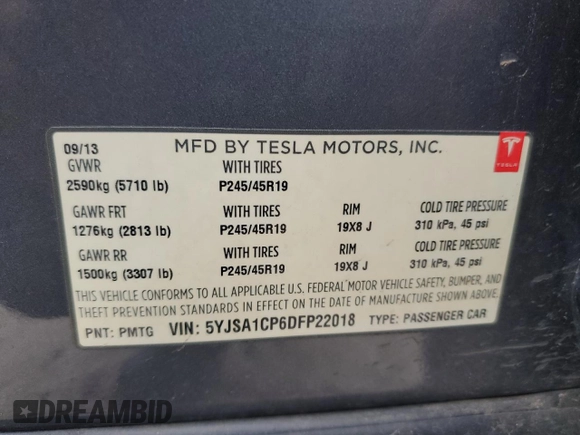 09/13 MFD BY TESLA MOTORS, INC.
TESLA
GVWR WITH TIRES
2590kg (5710 lb) P245/45R19
GAWR FRT WITH TIRES RIM COLD TIRE PRESSURE
1276kg (2813 lb) P245/45R19 19X8 J 310 kPa, 45 psi
GAWR RR WITH TIRES RIM COLD TIRE PRESSURE
1500kg (3307 lb) P245/45R19 19X8 J 310 kPa, 45 psi
THIS VEHICLE CONFORMS TO ALL APPLICABLE U.S. FEDERAL MOTOR VEHICLE SAFETY, BUMPER, AND
THEFT PREVENTION STANDARDS IN EFFECT ON THE DATE OF MANUFACTURE SHOWN ABOVE.
PNT: PMTG VIN: 5YJSA1CP6DFP22018 TYPE: PASSENGER CAR
DREAMBID